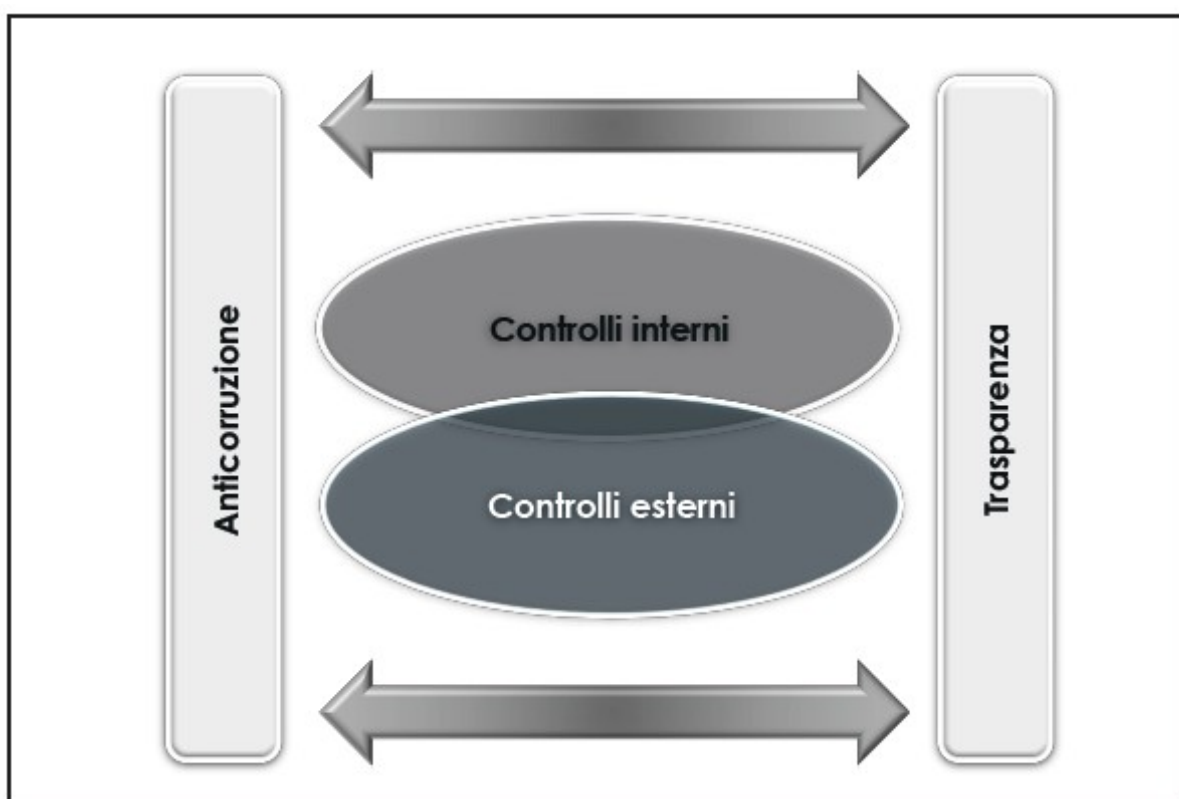 Anticorruzione
Controlli interni
Controlli esterni
Trasparenza